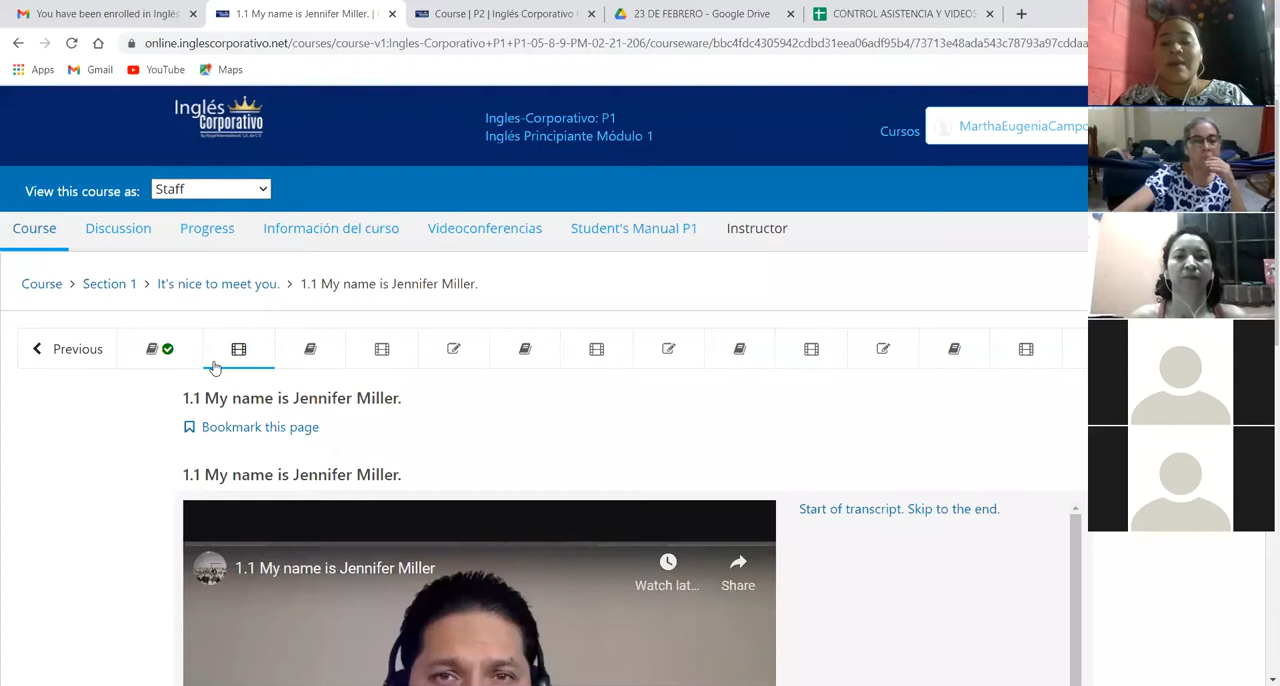 You have been enrolled in Inglés
1.1 My name is Jennifer Miller. |
Course | P2 | Inglés Corporativo
23 DE FEBRERO - Google Drive
CONTROL ASISTENCIA Y VIDEOS
online.inglescorporativo.net/courses/course-v1:Ingles-Corporativo+P1+P1-05-8-9-PM-02-21-206/courseware/bbc4fdc4305942cdbd31eea06adf95b4/73713e48ada543c78793a97cddaa
Apps
Gmail
YouTube
Maps
Inglés
Corporativo
Ingles-Corporativo: P1
Inglés Principiante Módulo 1
Cursos
MarthaEugeniaCampo
View this course as:
Staff
Course
Discussion
Progress
Información del curso
Videoconferencias
Student's Manual P1
Instructor
Course > Section 1 > It's nice to meet you. > 1.1 My name is Jennifer Miller.
Previous
1.1 My name is Jennifer Miller.
Bookmark this page
1.1 My name is Jennifer Miller.
Start of transcript. Skip to the end.
1.1 My name is Jennifer Miller
Watch lat...
Share